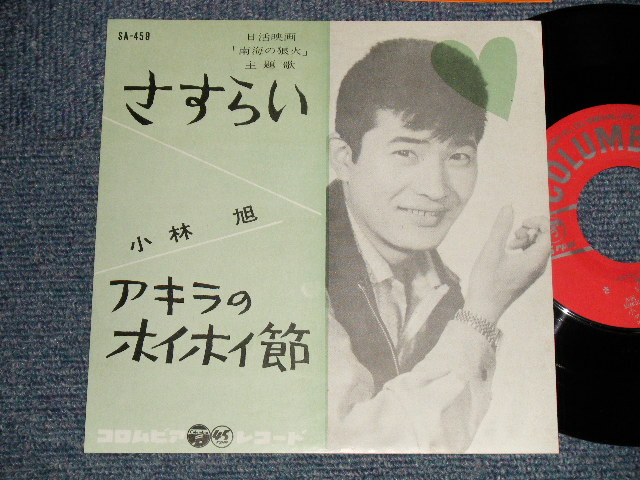 SA-458
日活映画
「南海の狼火」
主題歌
さすらい
小林 旭
アキラの
ホイホイ節
コロムビア 45 レコード
COLUMB
さ